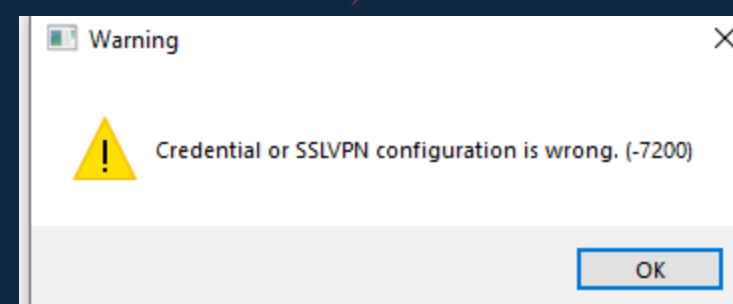 Warning
Credential or SSLVPN configuration is wrong. (-7200)
OK